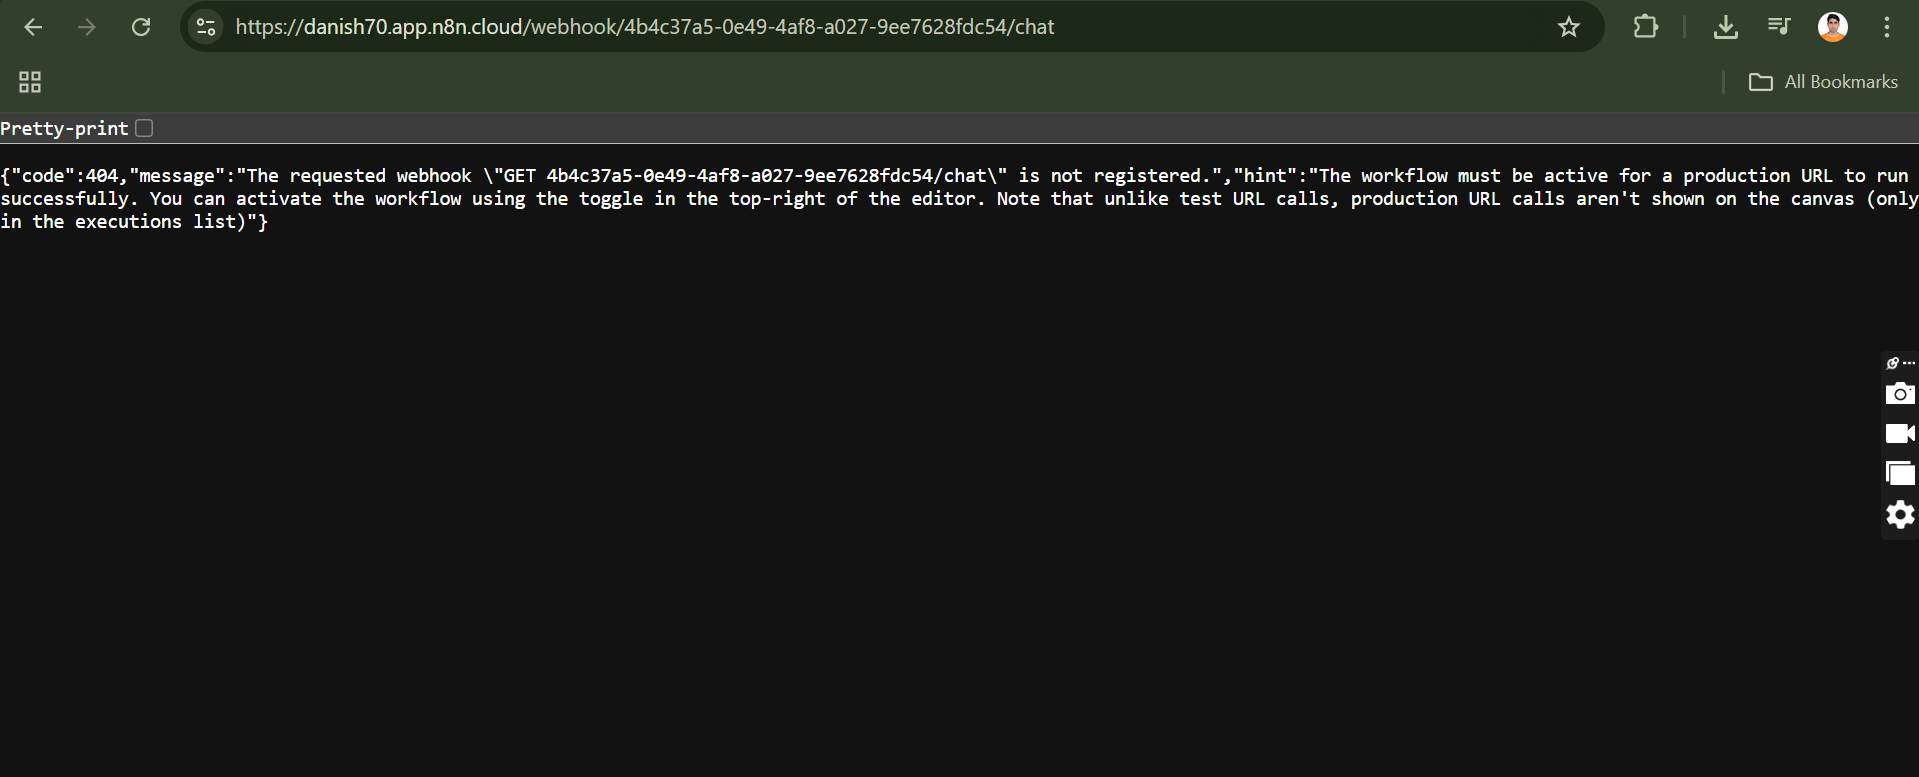 https://danish70.app.n8n.cloud/webhook/4b4c37a5-0e49-4af8-a027-9ee7628fdc54/chat
All Bookmarks
Pretty-print
{"code":404,"message":"The requested webhook \"GET 4b4c37a5-0e49-4af8-a027-9ee7628fdc54/chat\" is not registered.","hint":"The workflow must be active for a production URL to run
successfully. You can activate the workflow using the toggle in the top-right of the editor. Note that unlike test URL calls, production URL calls aren't shown on the canvas (only
in the executions list)"}